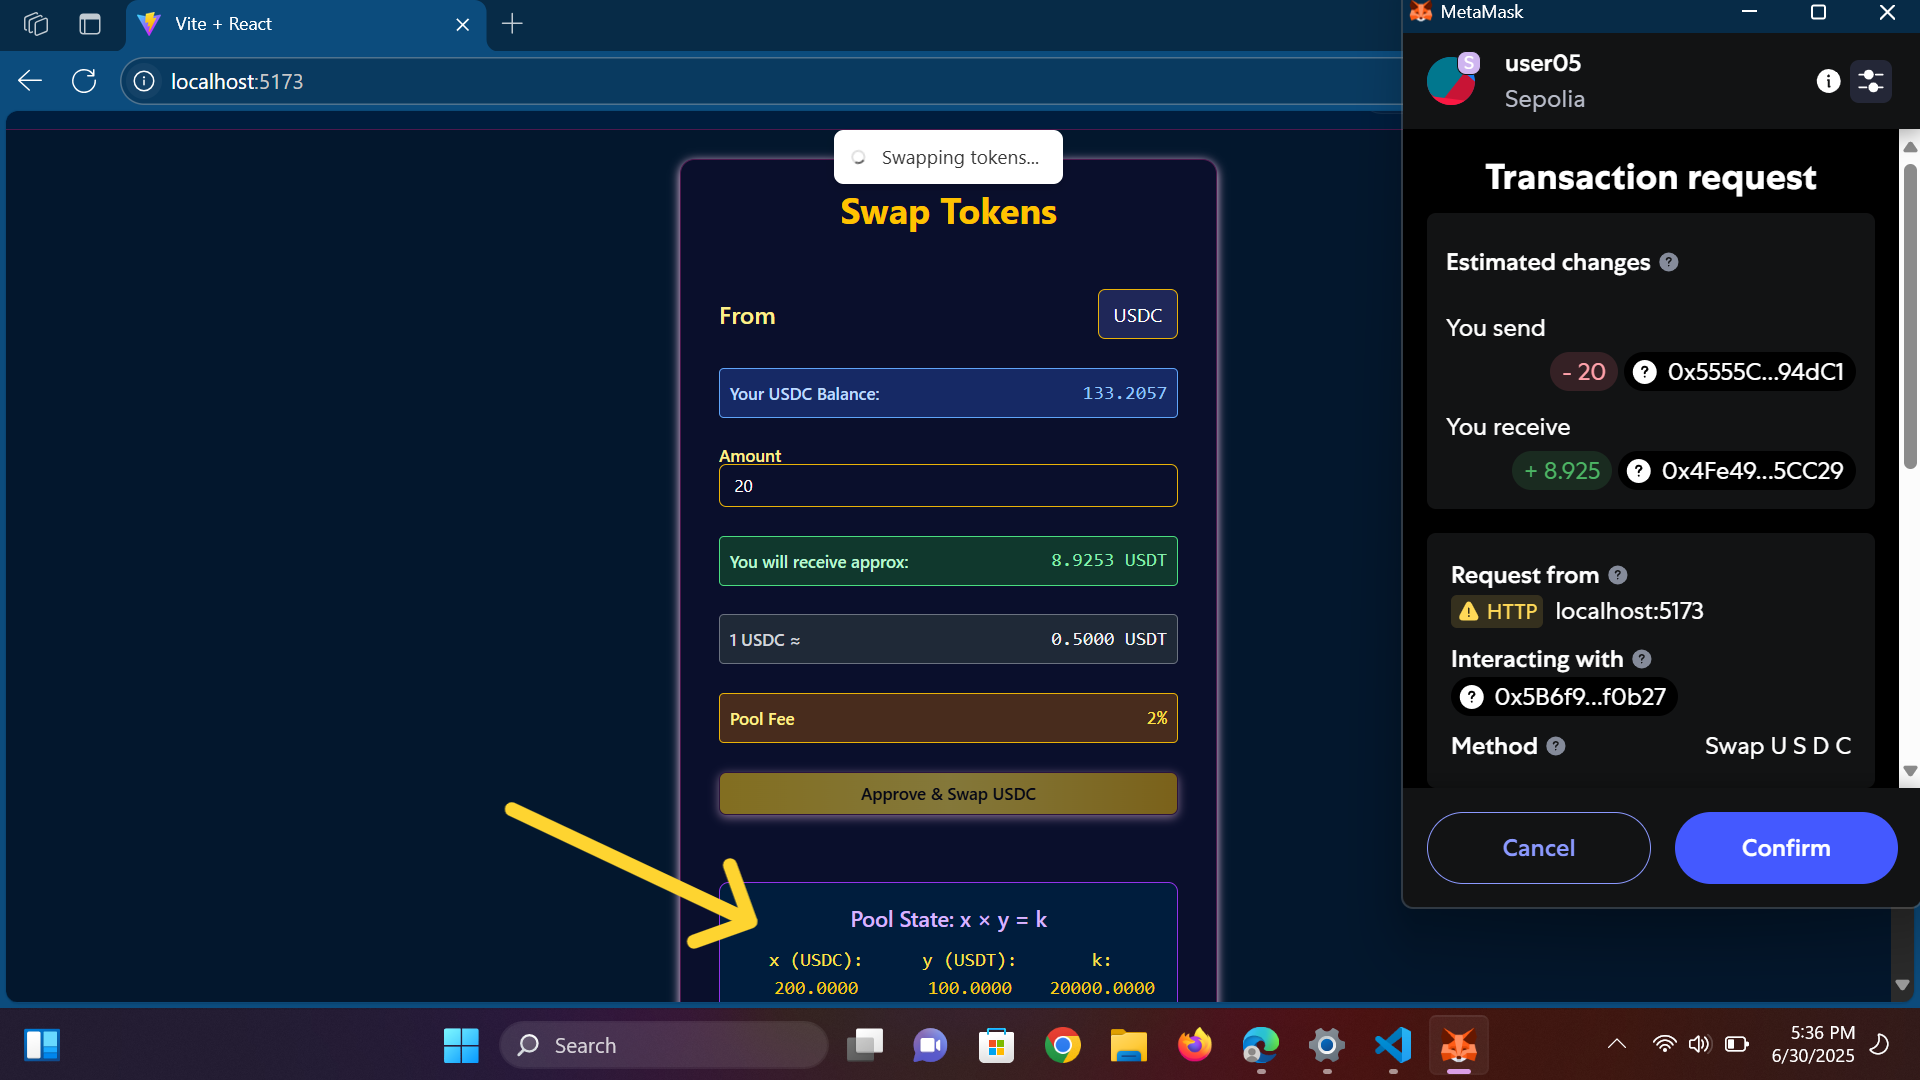 Vite + React
localhost:5173
Swapping tokens...
Swap Tokens
From
USDC
Your USDC Balance: 133.2057
Amount
20
You will receive approx: 8.9253 USDT
1 USDC ≈ 0.5000 USDT
Pool Fee 2%
Approve & Swap USDC
Pool State: x × y = k
x (USDC): y (USDT): k:
200.0000 100.0000 20000.0000
MetaMask
S
user05
Sepolia
Transaction request
Estimated changes ?
You send
- 20 ? 0x5555C...94dC1
You receive
+ 8.925 ? 0x4Fe49...5CC29
Request from ?
HTTP localhost:5173
Interacting with ?
? 0x5B6f9...f0b27
Method ? Swap U S D C
Cancel Confirm
Search
5:36 PM
6/30/2025